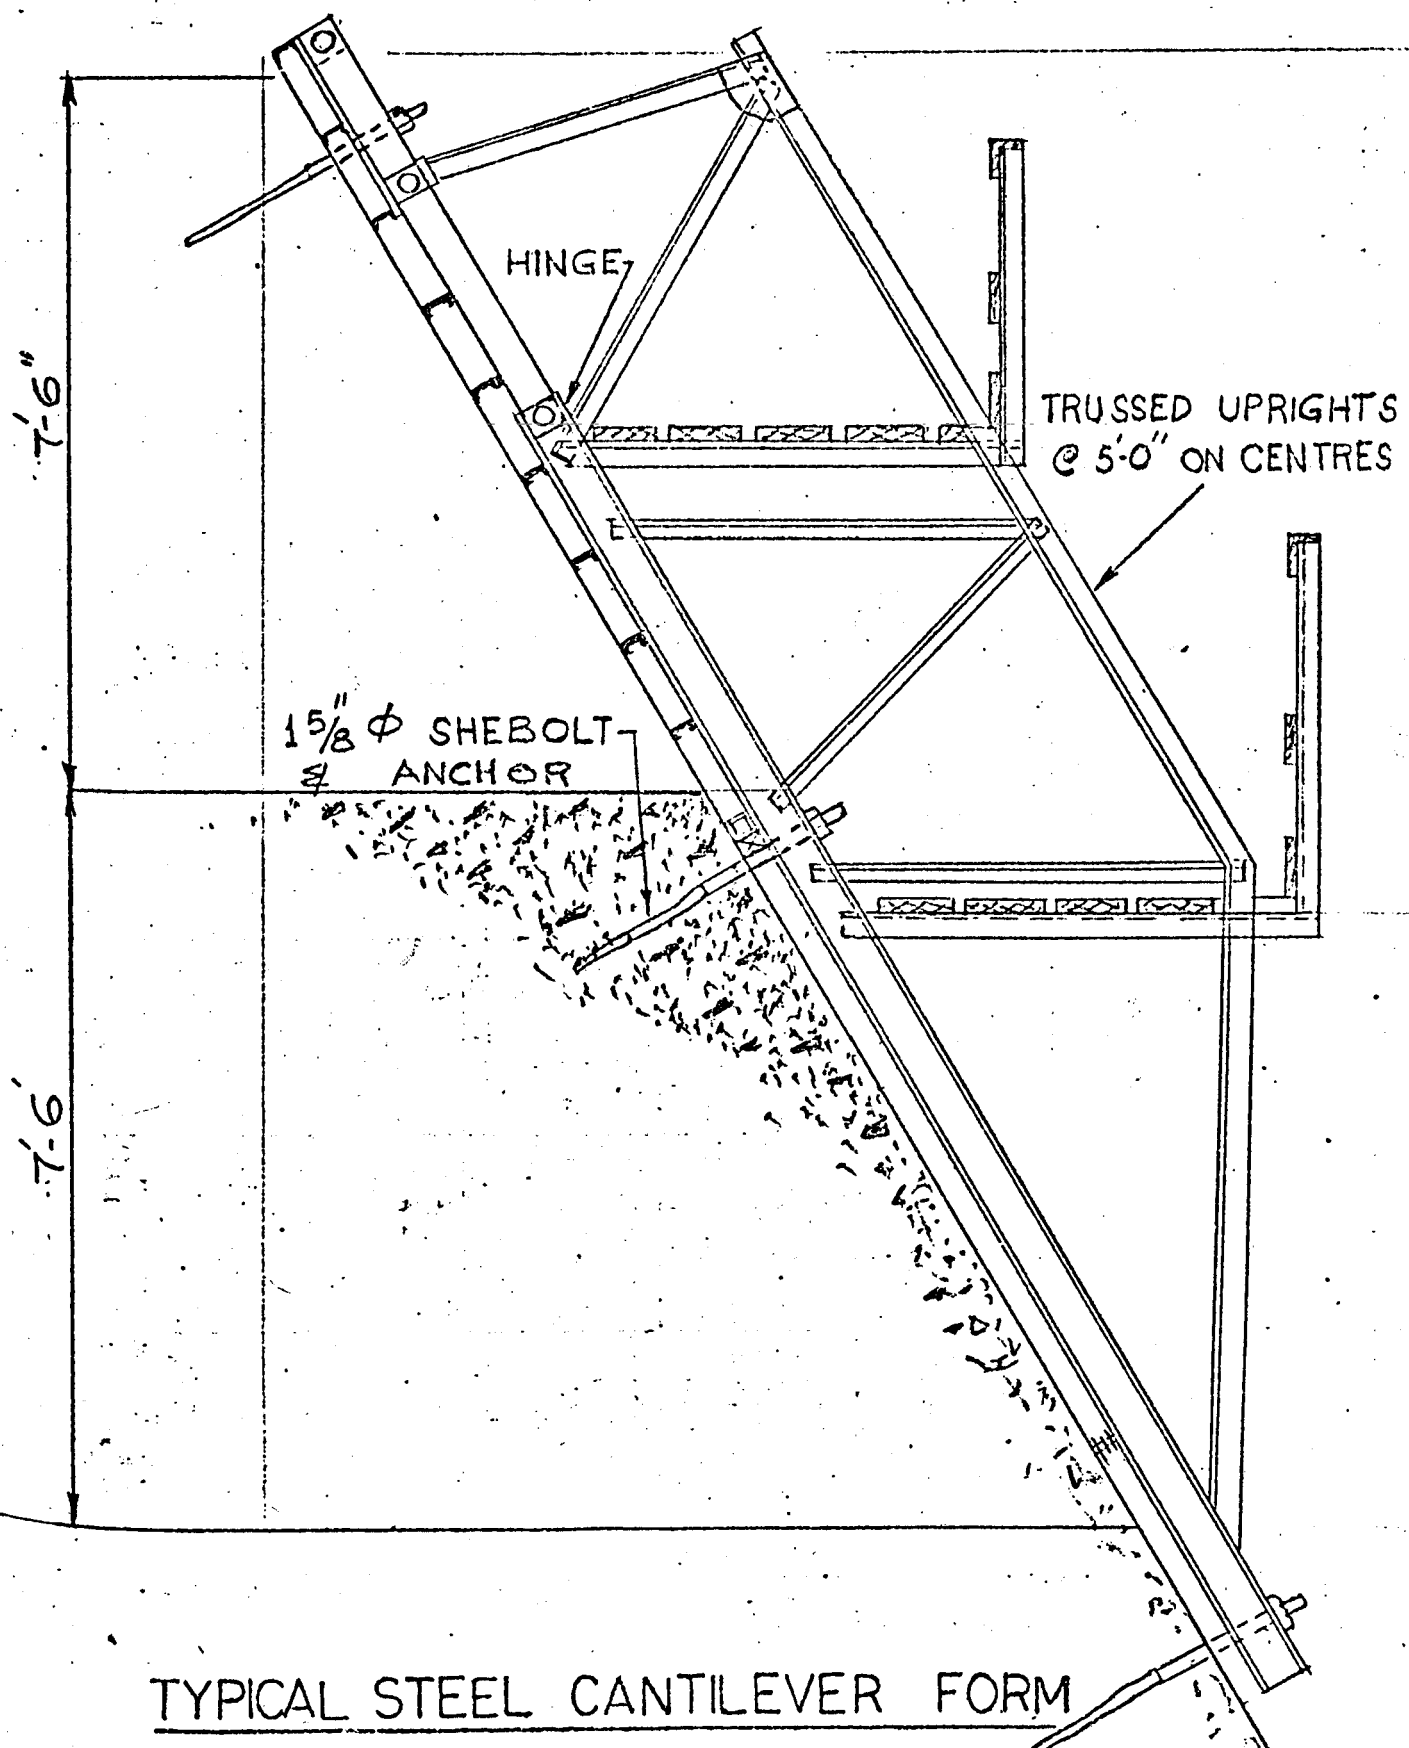 HINGE
7'-6"
TRUSSED UPRIGHTS
@ 5'-0" ON CENTRES
1 5/8" φ SHEBOLT
& ANCHOR
7'-6'
TYPICAL STEEL CANTILEVER FORM